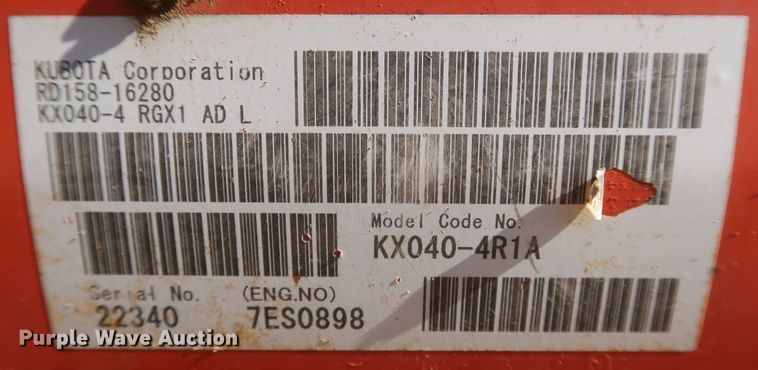 KUBOTA Corporation
RD158-16280
KX040-4 RGX1 AD L
Model Code No.
KX040-4R1A
Serial No. (ENG.NO)
22340 7ES0898
Purple Wave Auction